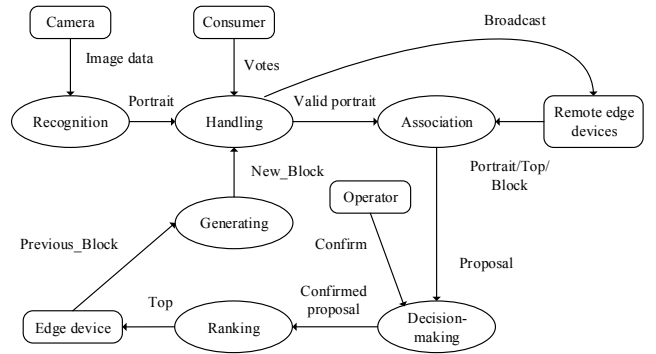 Camera
Consumer
Broadcast
Image data
Votes
Portrait
Valid portrait
Recognition
Handling
Association
Remote edge
devices
New_Block
Portrait/Top/
Block
Operator
Generating
Previous_Block
Confirm
Proposal
Confirmed
proposal
Top
Edge device
Ranking
Decision-
making